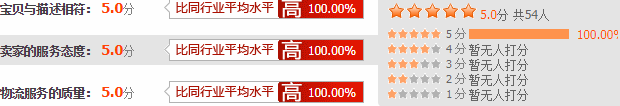 宝贝与描述相符： 5.0分 比同行业平均水平 高 100.00%
卖家的服务态度： 5.0分 比同行业平均水平 高 100.00%
物流服务的质量： 5.0分 比同行业平均水平 高 100.00%
5.0分 共54人
5 分 100.00%
4 分 暂无人打分
3 分 暂无人打分
2 分 暂无人打分
1 分 暂无人打分